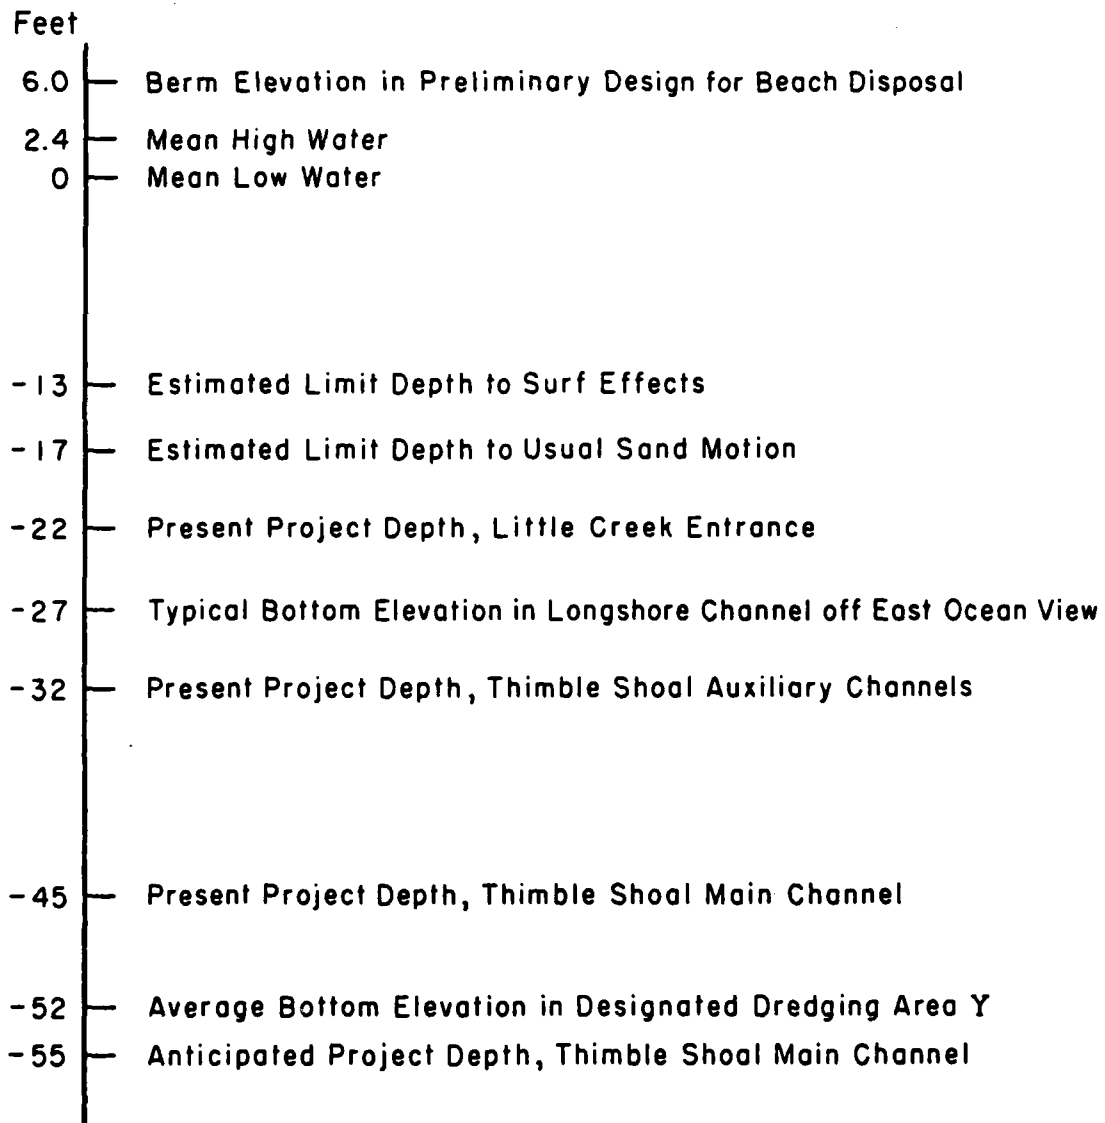 Feet
6.0 Berm Elevation in Preliminary Design for Beach Disposal
2.4 Mean High Water
0 Mean Low Water
-13 Estimated Limit Depth to Surf Effects
-17 Estimated Limit Depth to Usual Sand Motion
-22 Present Project Depth, Little Creek Entrance
-27 Typical Bottom Elevation in Longshore Channel off East Ocean View
-32 Present Project Depth, Thimble Shoal Auxiliary Channels
-45 Present Project Depth, Thimble Shoal Main Channel
-52 Average Bottom Elevation in Designated Dredging Area Y
-55 Anticipated Project Depth, Thimble Shoal Main Channel